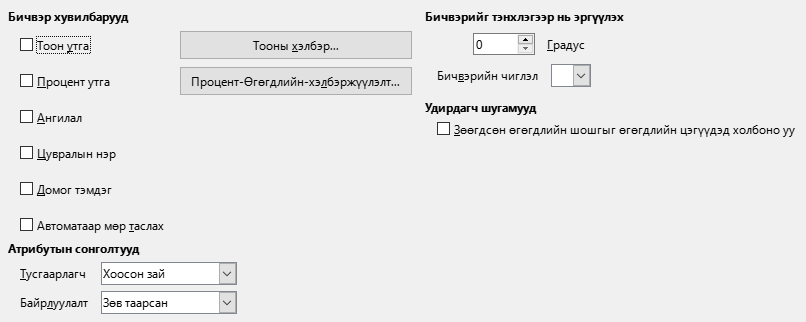 Бичвэр хувилбарууд
Тоон утга
Тооны хэлбэр...
Процент утга
Процент-Өгөгдлийн-хэлбэржүүлэлт...
Ангилал
Цувралын нэр
Домог тэмдэг
Автоматаар мөр таслах
Атрибутын сонголтууд
Тусгаарлагч
Хоосон зай
Байрдуулалт
Зөв таарсан
Бичвэрийг тэнхлэгээр нь эргүүлэх
0
Градус
Бичвэрийн чиглэл
Удирдагч шугамууд
Зөөгдсөн өгөгдлийн шошгыг өгөгдлийн цэгүүдэд холбоно уу